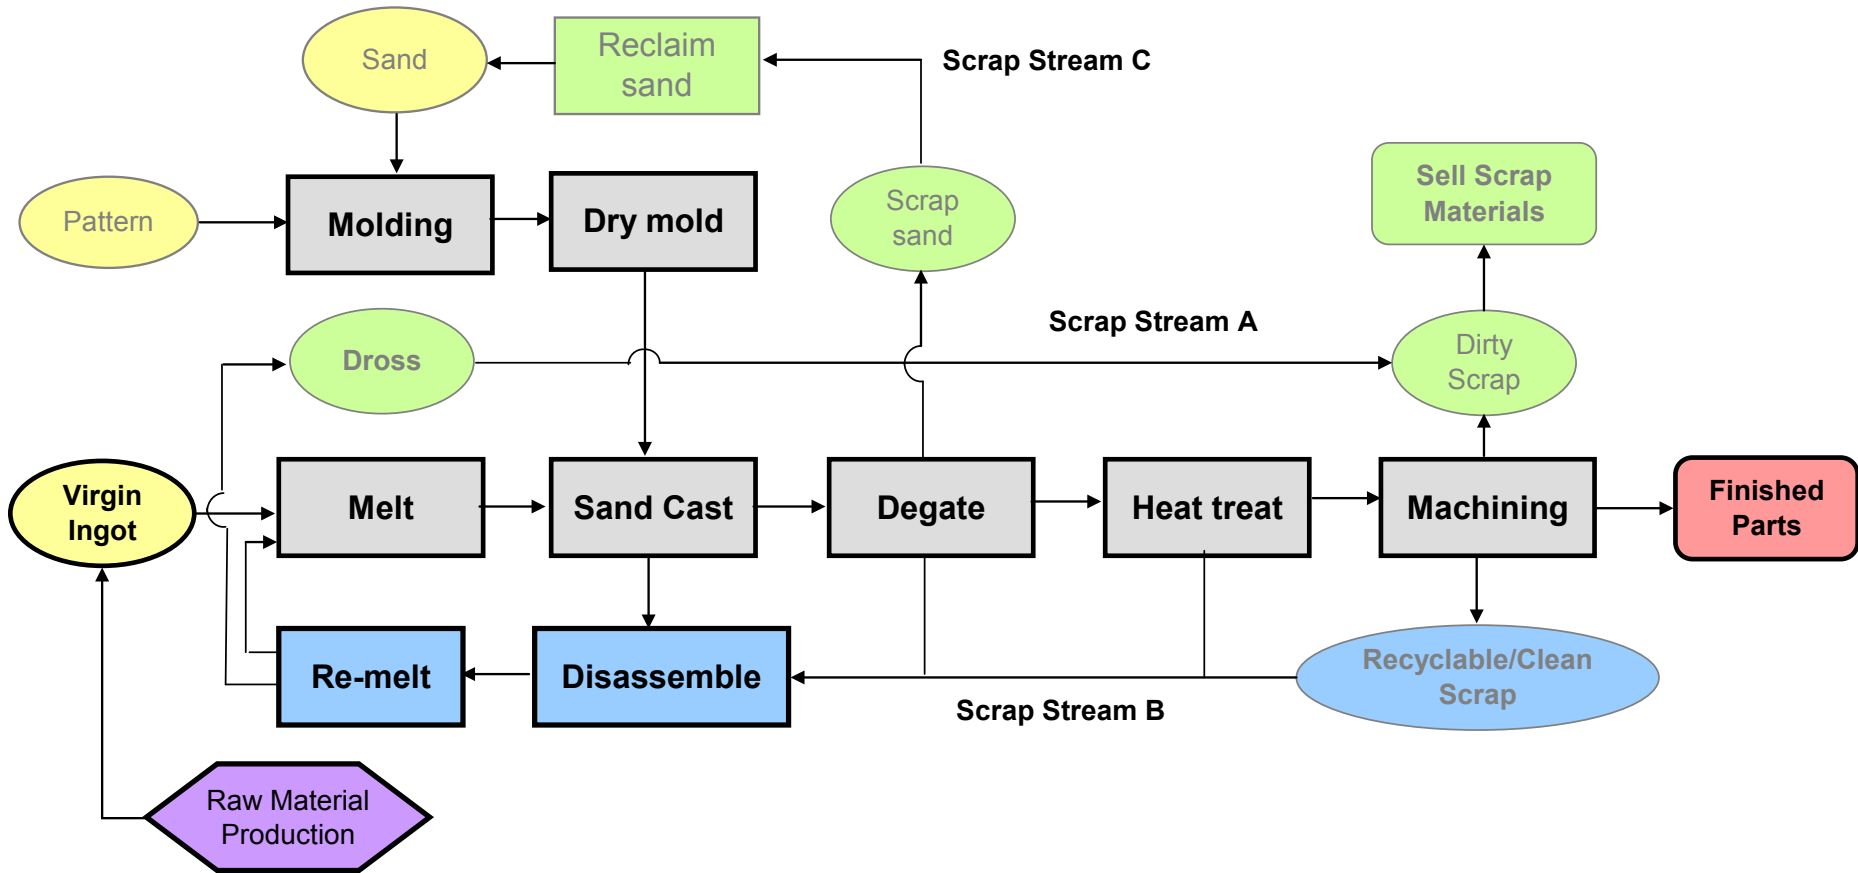 Sand
Reclaim
sand
Scrap Stream C
Pattern
Molding
Dry mold
Scrap
sand
Sell Scrap
Materials
Scrap Stream A
Dross
Dirty
Scrap
Virgin
Ingot
Melt
Sand Cast
Degate
Heat treat
Machining
Finished
Parts
Re-melt
Disassemble
Recyclable/Clean
Scrap
Scrap Stream B
Raw Material
Production